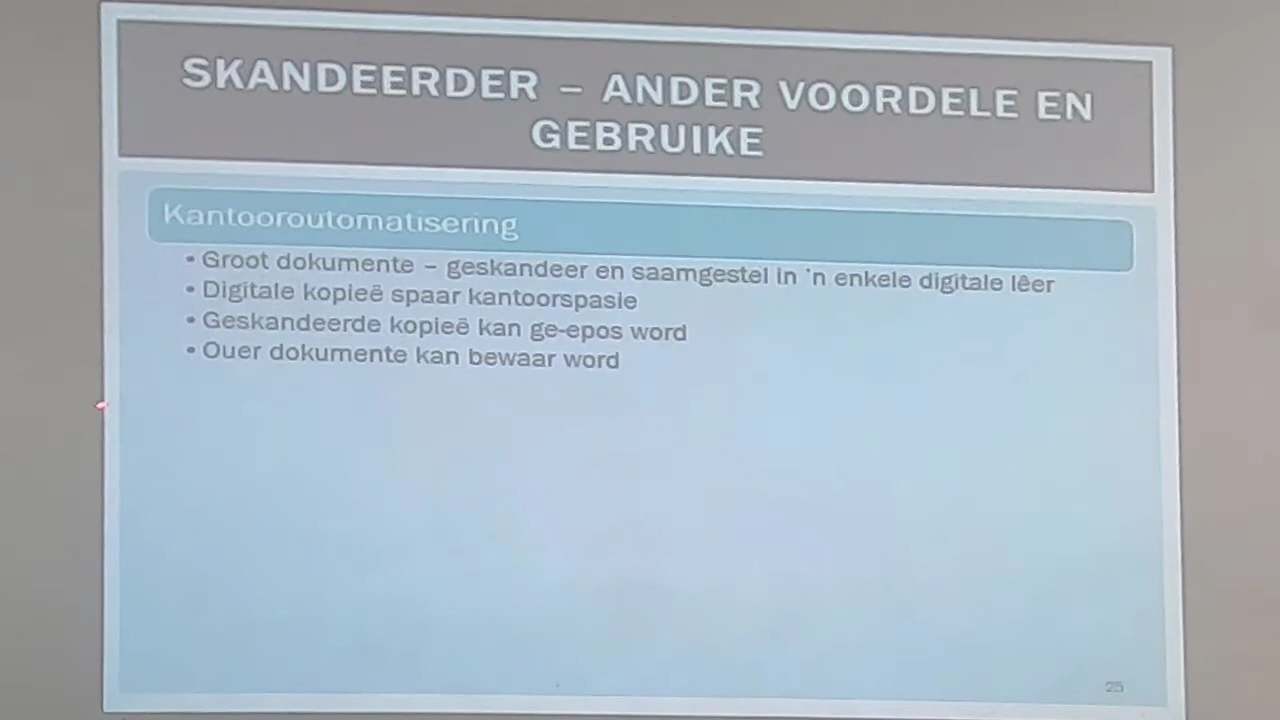 SKANDEERDER – ANDER VOORDELE EN
GEBRUIKE
Kantooroutomatisering
• Groot dokumente – geskandeer en saamgestel in 'n enkele digitale lêer
• Digitale kopieë spaar kantoorspasie
• Geskandeerde kopieë kan ge-epos word
• Ouer dokumente kan bewaar word
25